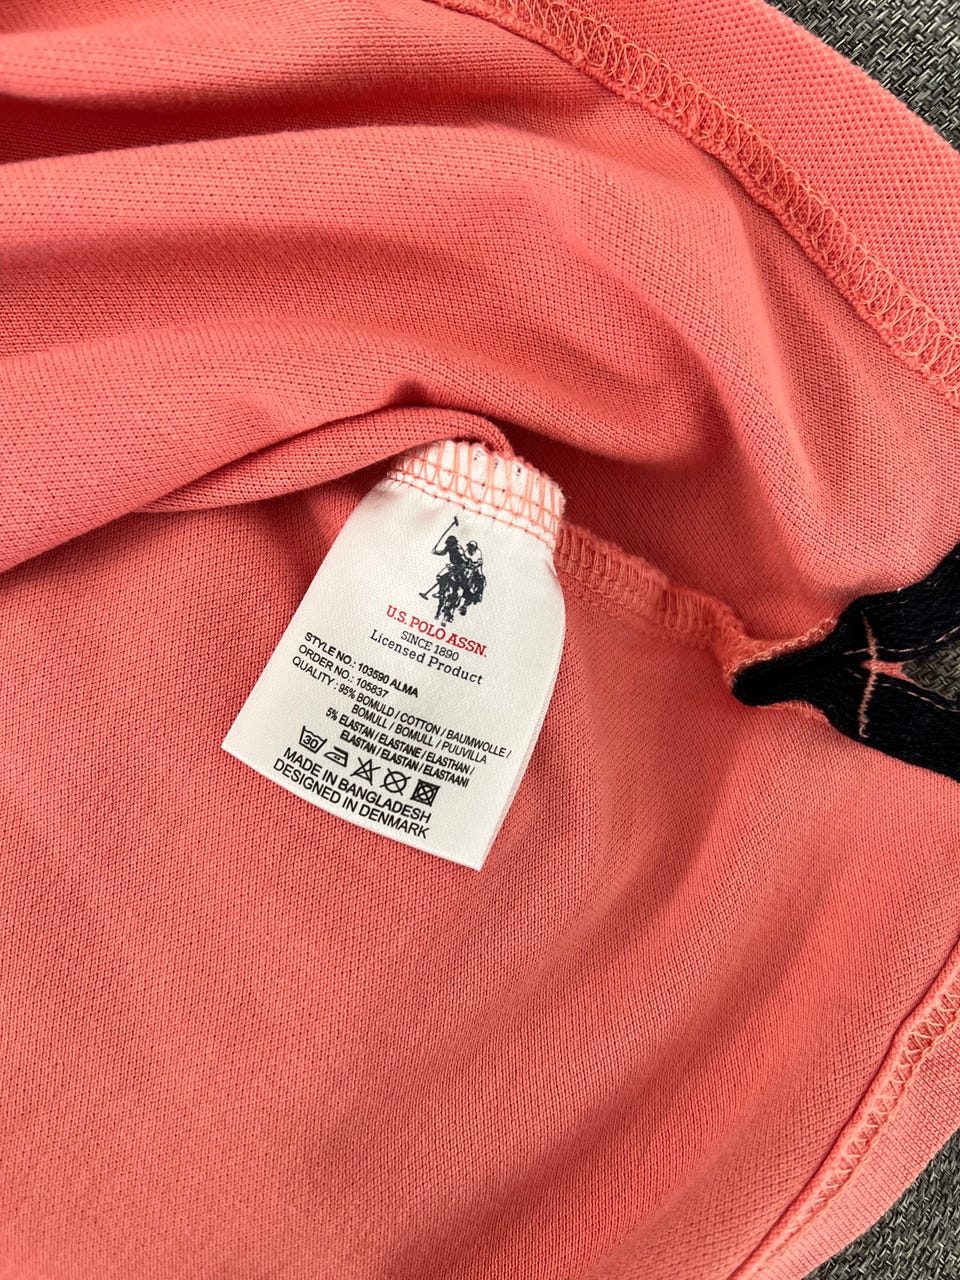 U.S. POLO ASSN.
SINCE 1890
Licensed Product
STYLE NO.: 103590 ALMA
ORDER NO.: 105837
QUALITY : 95% BOMULD / COTTON / BAUMWOLLE /
BOMULL / BOMULL / PUUVILLA
5% ELASTAN / ELASTANE / ELASTHAN /
ELASTAN / ELASTAN / ELASTAANI
30
MADE IN BANGLADESH
DESIGNED IN DENMARK